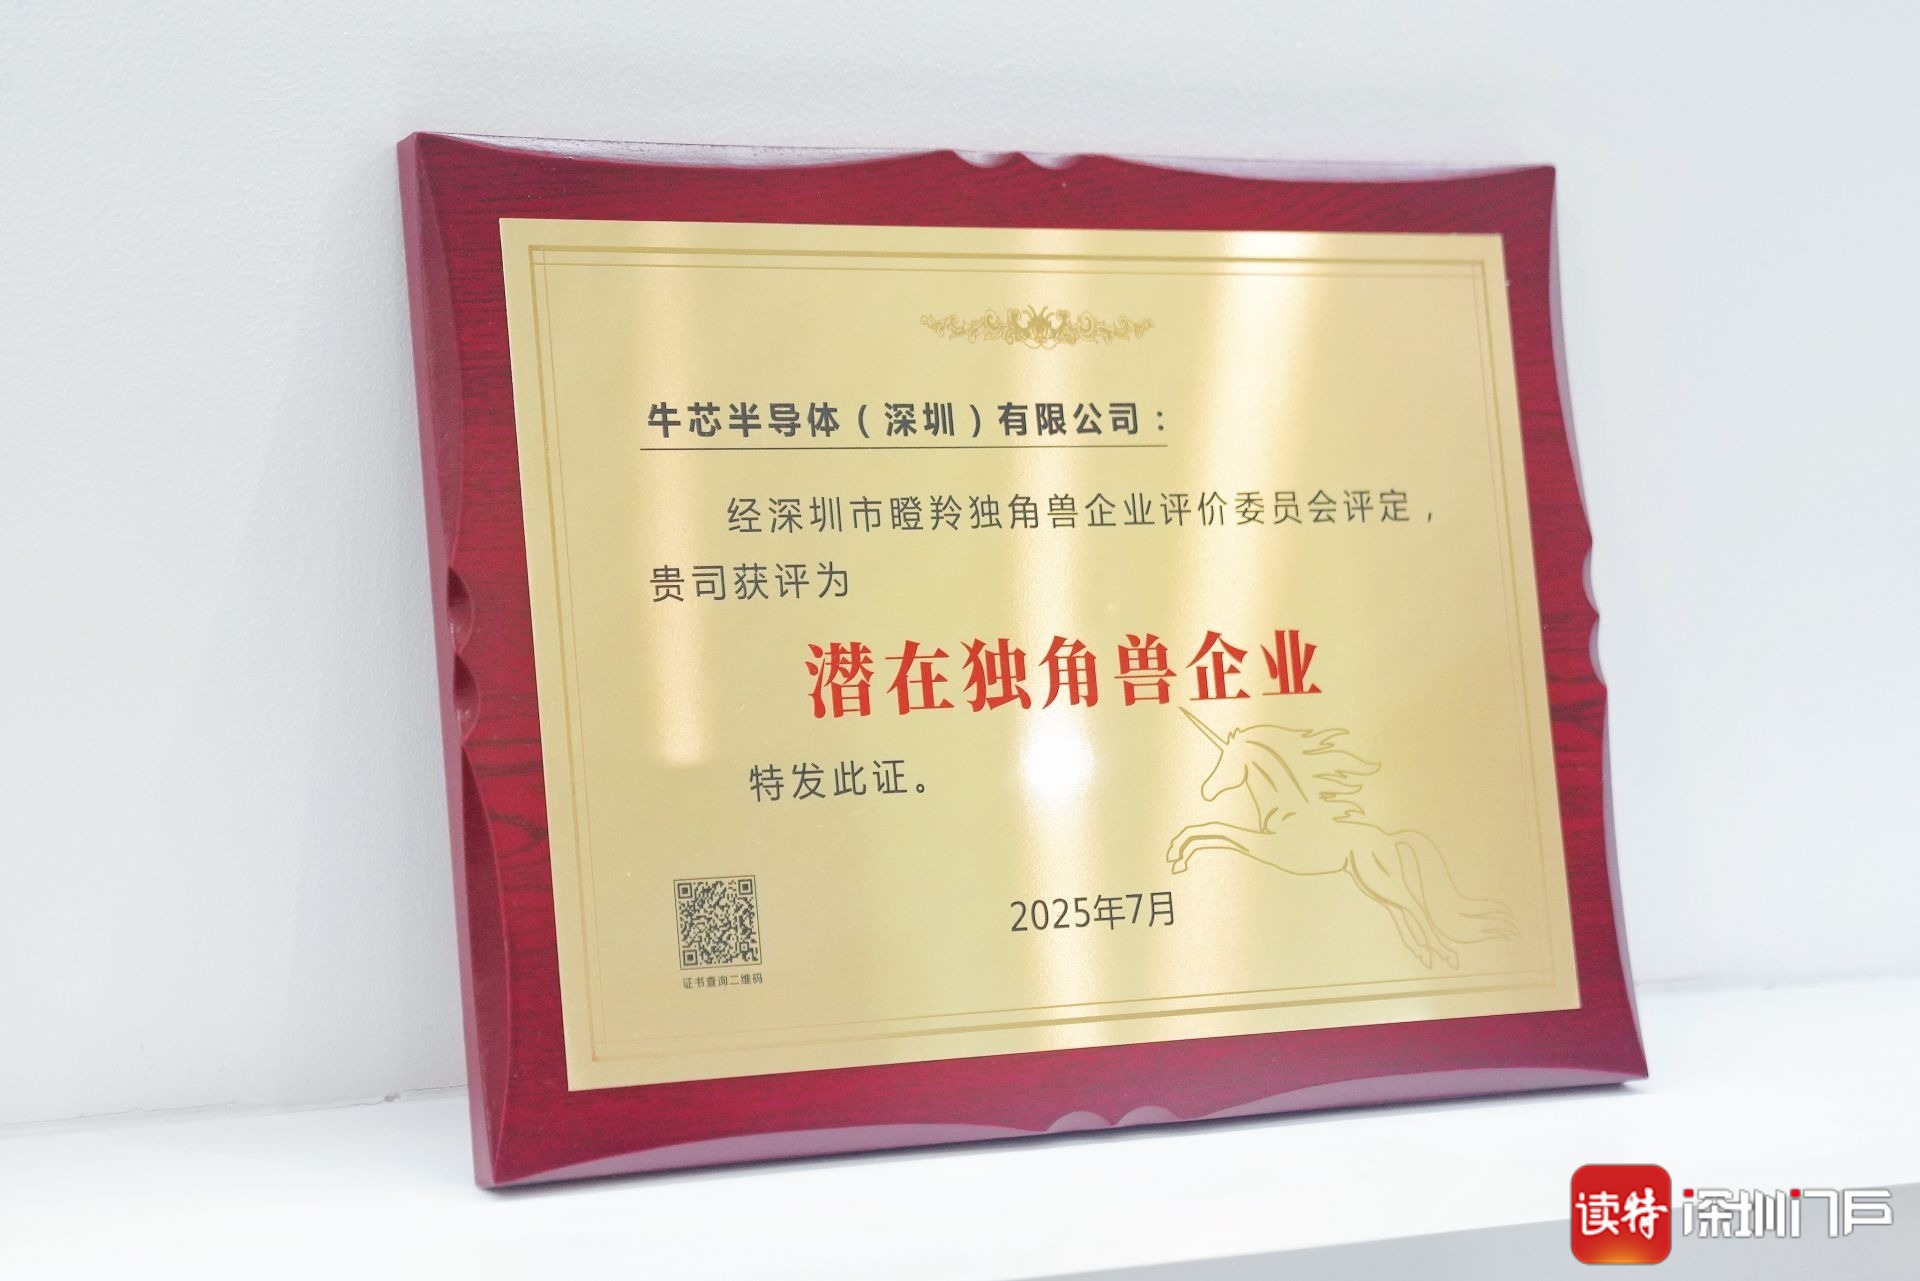 牛芯半导体（深圳）有限公司：
经深圳市瞪羚独角兽企业评价委员会评定，
贵司获评为
潜在独角兽企业
特发此证。
2025年7月
证书查询二维码
读特 深圳门户